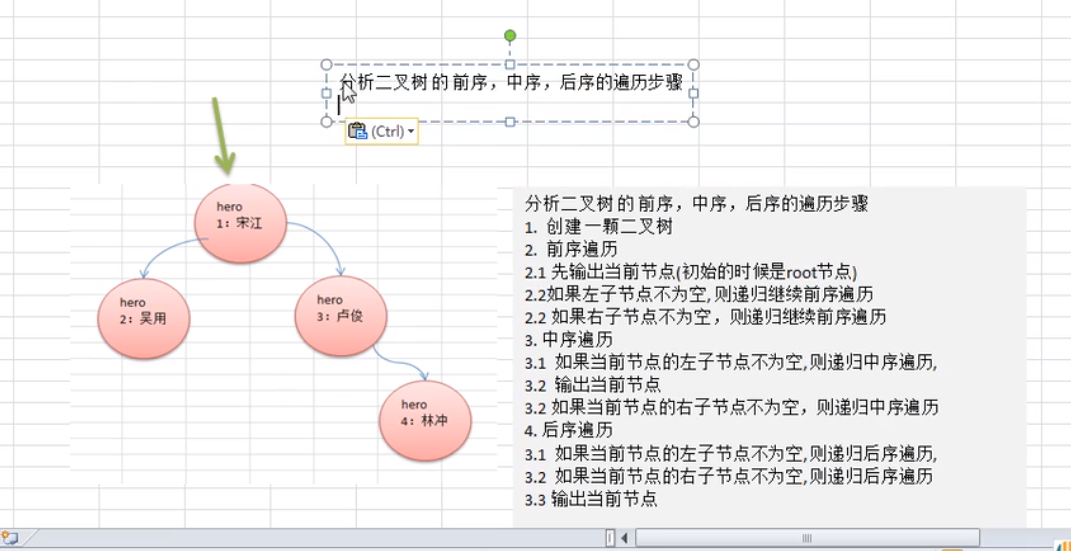 分析二叉树的前序，中序，后序的遍历步骤
(Ctrl)
hero
1：宋江
hero
2：吴用
hero
3：卢俊
hero
4：林冲
分析二叉树的前序，中序，后序的遍历步骤
1. 创建一颗二叉树
2. 前序遍历
2.1 先输出当前节点(初始的时候是root节点)
2.2如果左子节点不为空,则递归继续前序遍历
2.2 如果右子节点不为空，则递归继续前序遍历
3. 中序遍历
3.1 如果当前节点的左子节点不为空,则递归中序遍历,
3.2 输出当前节点
3.2 如果当前节点的右子节点不为空，则递归中序遍历
4. 后序遍历
3.1 如果当前节点的左子节点不为空,则递归后序遍历,
3.2 如果当前节点的右子节点不为空,则递归后序遍历
3.3 输出当前节点